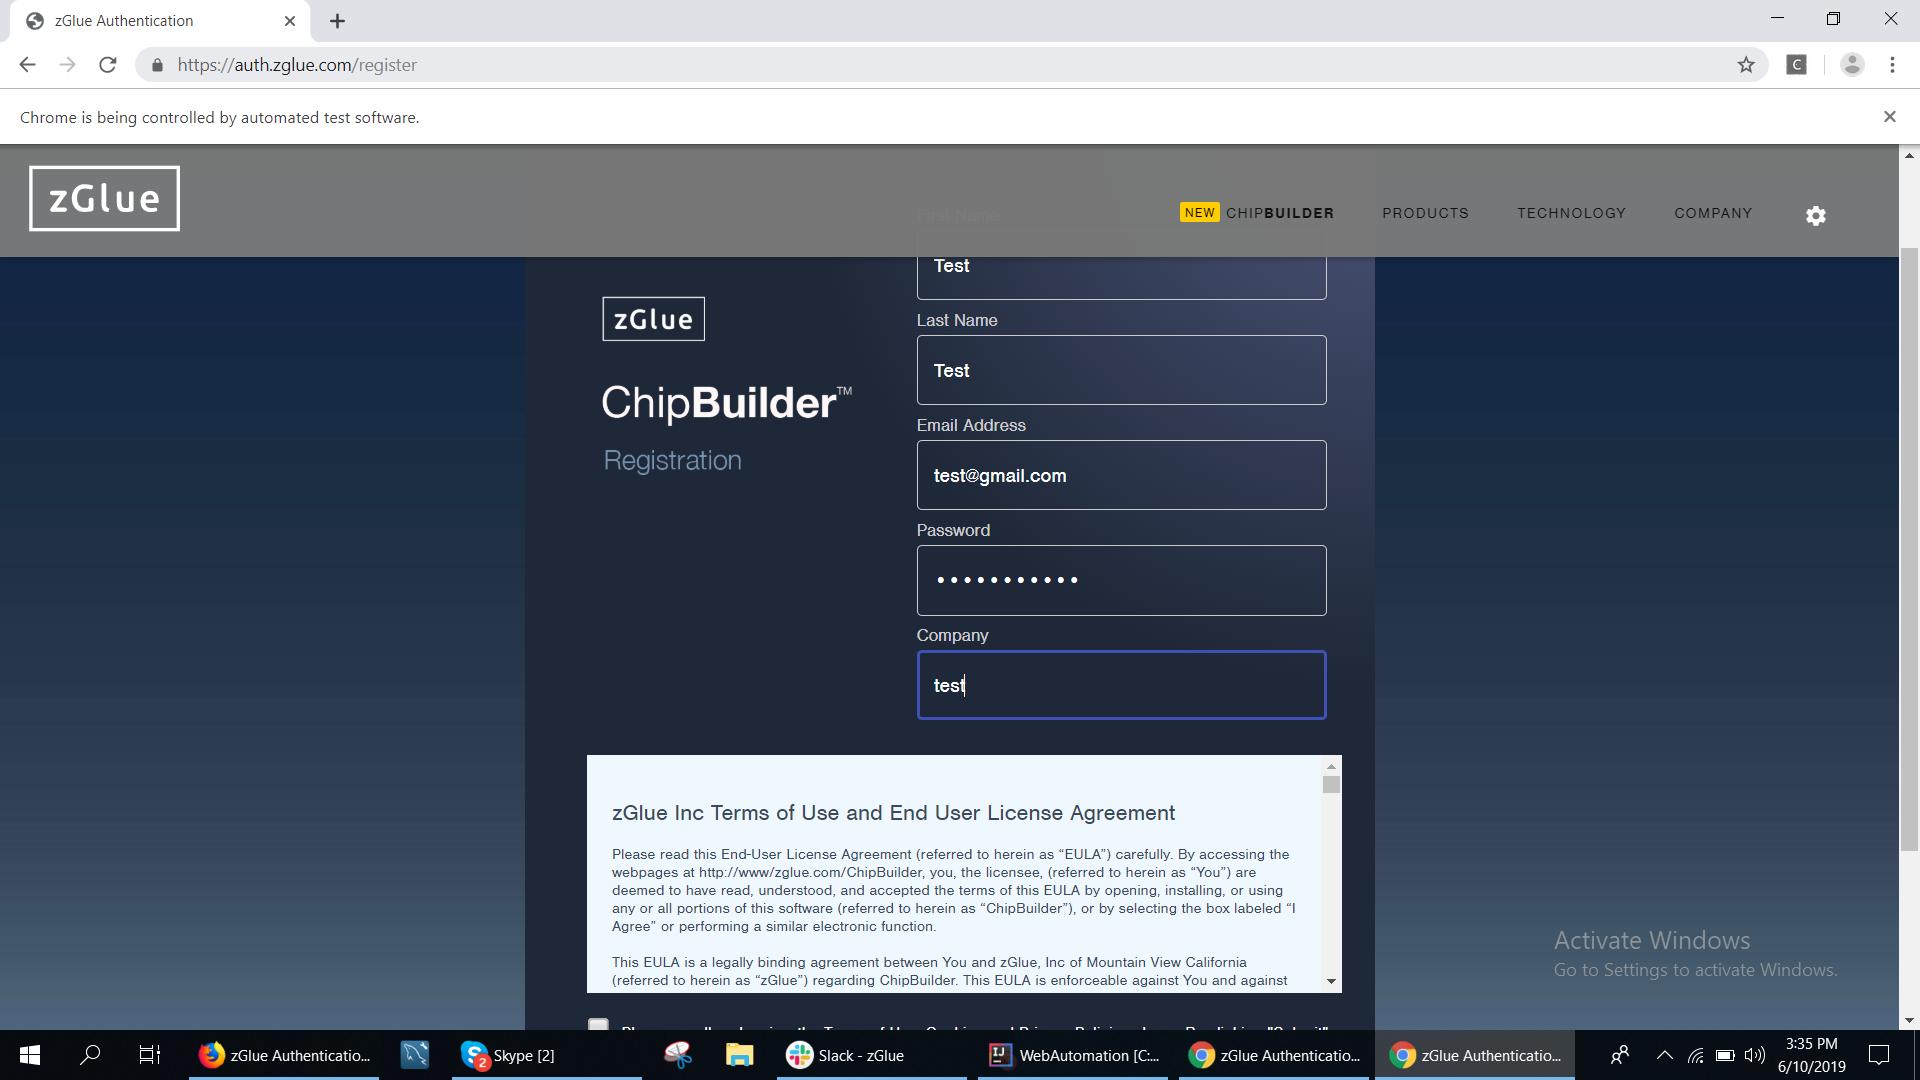 zGlue Authentication
https://auth.zglue.com/register
C
Chrome is being controlled by automated test software.
zGlue
NEW CHIPBUILDER
PRODUCTS
TECHNOLOGY
COMPANY
First Name
Test
zGlue
ChipBuilder™
Registration
Last Name
Test
Email Address
test@gmail.com
Password
Company
test
zGlue Inc Terms of Use and End User License Agreement
Please read this End-User License Agreement (referred to herein as “EULA”) carefully. By accessing the
webpages at http://www/zglue.com/ChipBuilder, you, the licensee, (referred to herein as “You”) are
deemed to have read, understood, and accepted the terms of this EULA by opening, installing, or using
any or all portions of this software (referred to herein as “ChipBuilder”), or by selecting the box labeled “I
Agree” or performing a similar electronic function.
This EULA is a legally binding agreement between You and zGlue, Inc of Mountain View California
(referred to herein as “zGlue”) regarding ChipBuilder. This EULA is enforceable against You and against
Activate Windows
Go to Settings to activate Windows.
zGlue Authenticatio...
2
Skype [2]
Slack - zGlue
IJ
WebAutomation [C:...
zGlue Authenticatio...
zGlue Authenticatio...
3:35 PM
6/10/2019